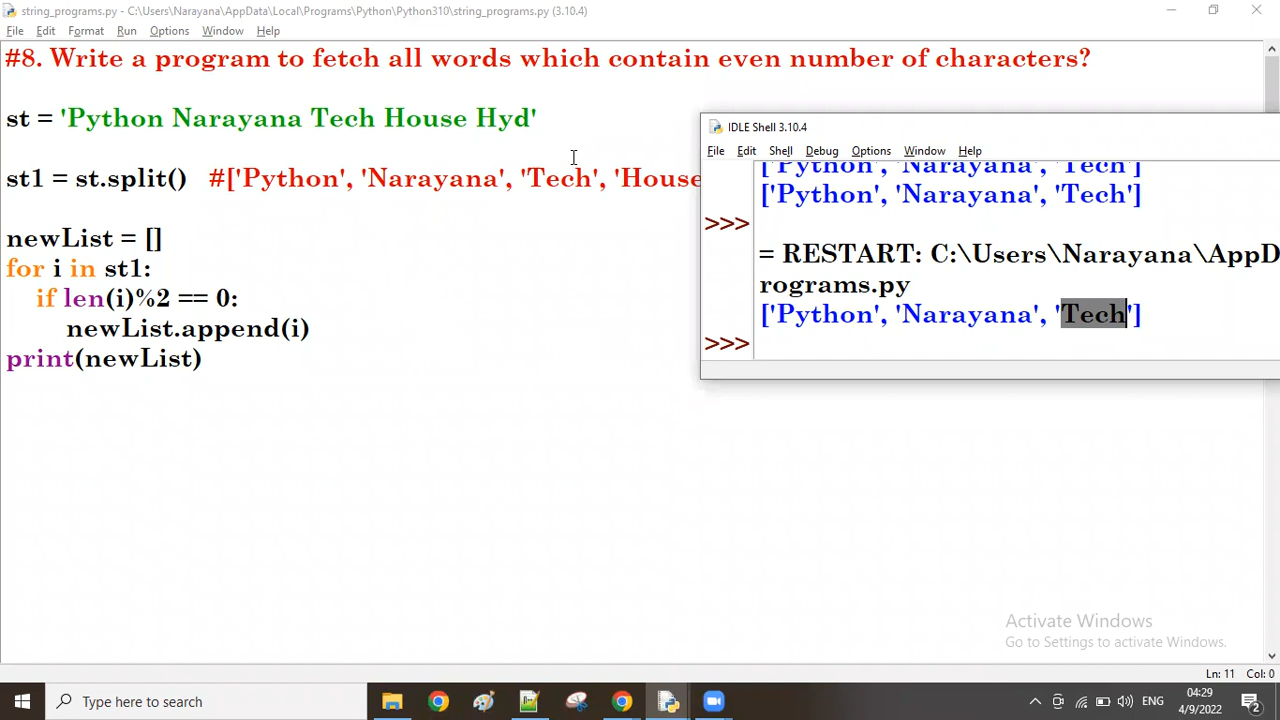 string_programs.py - C:\Users\Narayana\AppData\Local\Programs\Python\Python310\string_programs.py (3.10.4)
File Edit Format Run Options Window Help
#8. Write a program to fetch all words which contain even number of characters?
st = 'Python Narayana Tech House Hyd'
st1 = st.split()   #['Python', 'Narayana', 'Tech', 'House
newList = []
for i in st1:
    if len(i)%2 == 0:
        newList.append(i)
print(newList)
IDLE Shell 3.10.4
File Edit Shell Debug Options Window Help
['Python', 'Narayana', 'Tech']
['Python', 'Narayana', 'Tech']
>>>
= RESTART: C:\Users\Narayana\AppD
rograms.py
['Python', 'Narayana', 'Tech']
>>>
Activate Windows
Go to Settings to activate Windows.
Ln: 11 Col: 0
Type here to search
ENG
04:29
4/9/2022
2